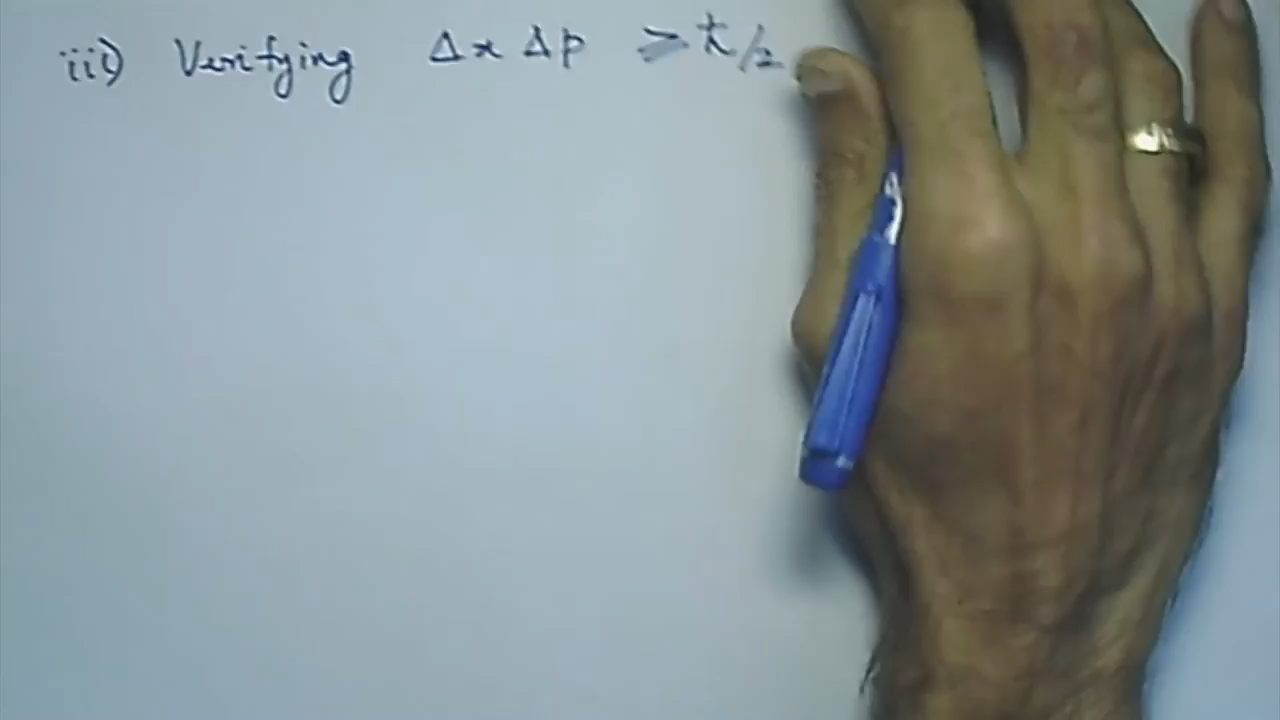 iii) Verifying Δx Δp ≥ ħ/2